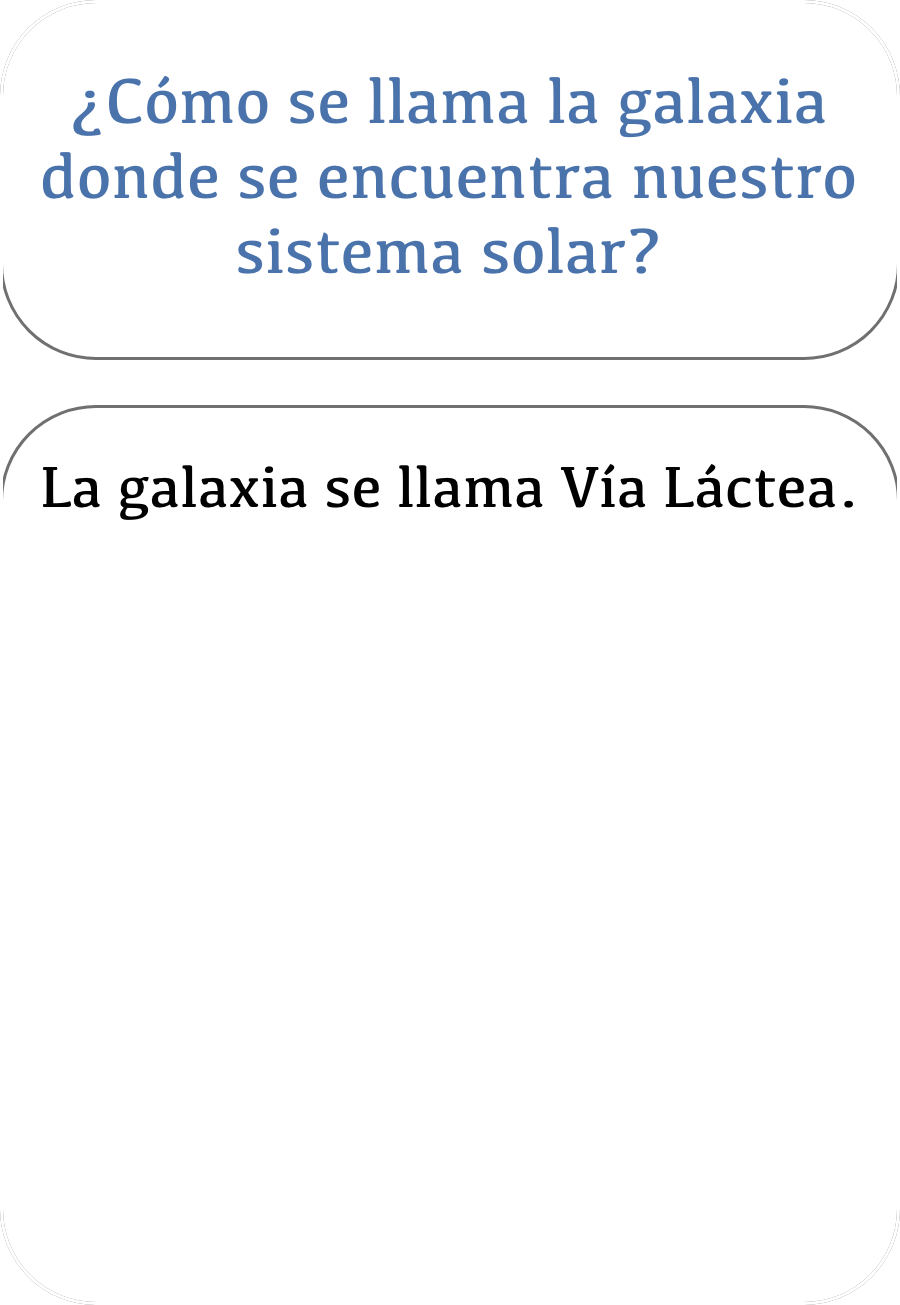 ¿Cómo se llama la galaxia
donde se encuentra nuestro
sistema solar?
La galaxia se llama Vía Láctea.